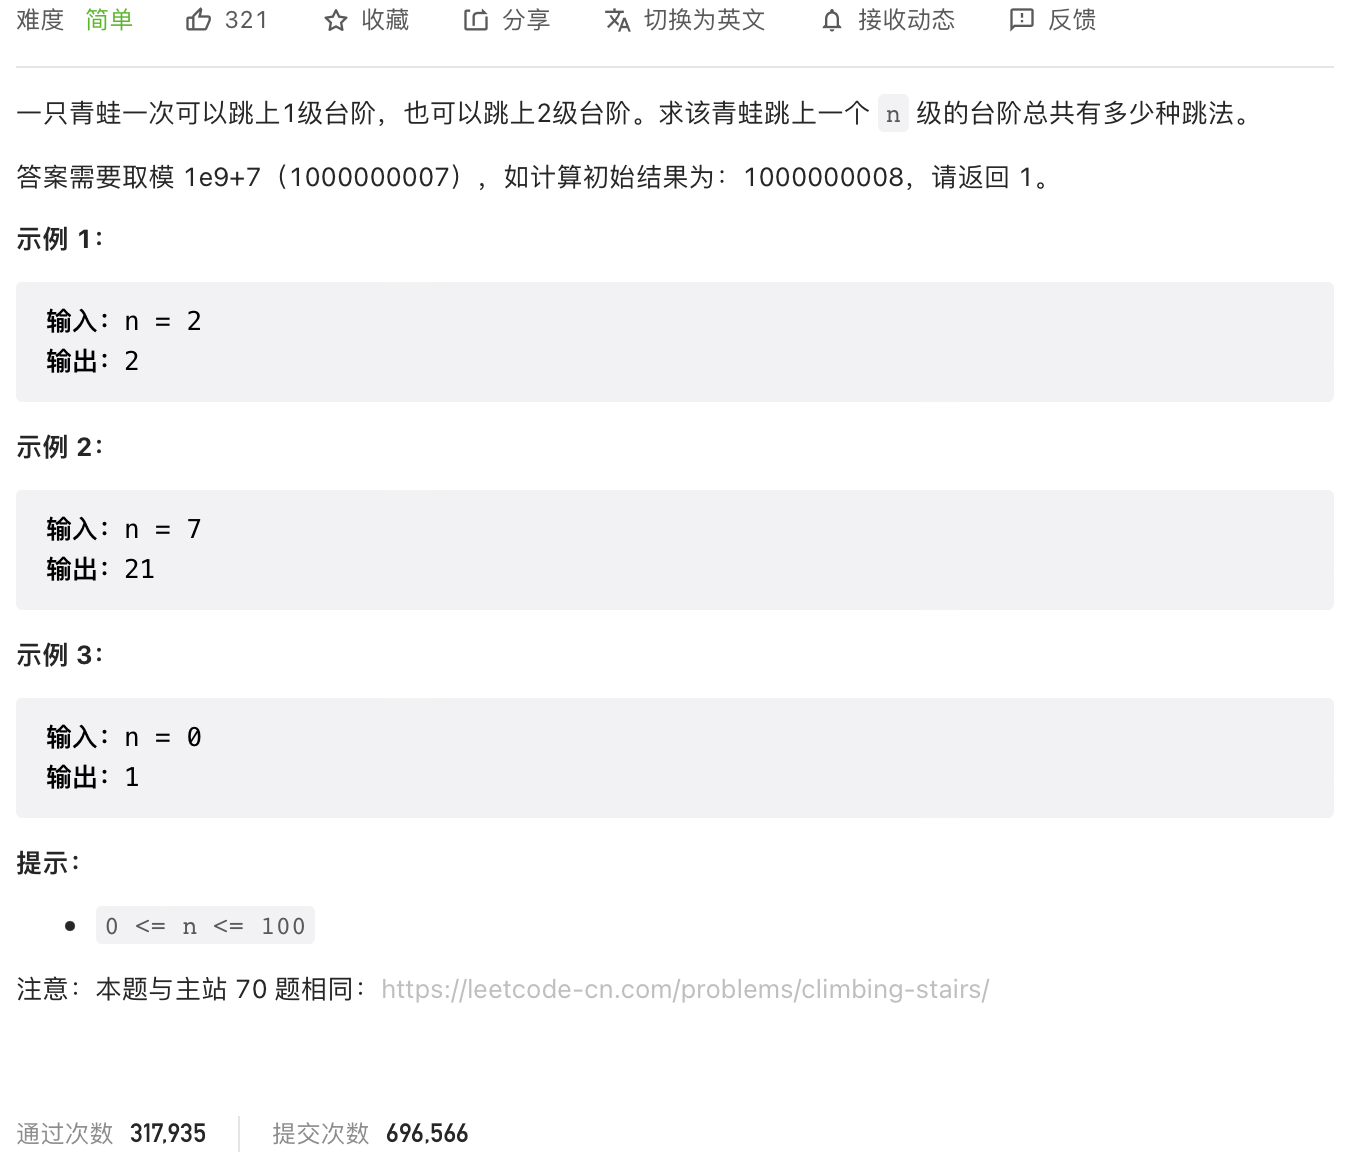 难度 简单 321 收藏 分享 切换为英文 接收动态 反馈
一只青蛙一次可以跳上1级台阶，也可以跳上2级台阶。求该青蛙跳上一个 n 级的台阶总共有多少种跳法。
答案需要取模 1e9+7（1000000007），如计算初始结果为：1000000008，请返回 1。
示例 1：
输入：n = 2
输出：2
示例 2：
输入：n = 7
输出：21
示例 3：
输入：n = 0
输出：1
提示：
• 0 <= n <= 100
注意：本题与主站 70 题相同：https://leetcode-cn.com/problems/climbing-stairs/
通过次数 317,935 提交次数 696,566